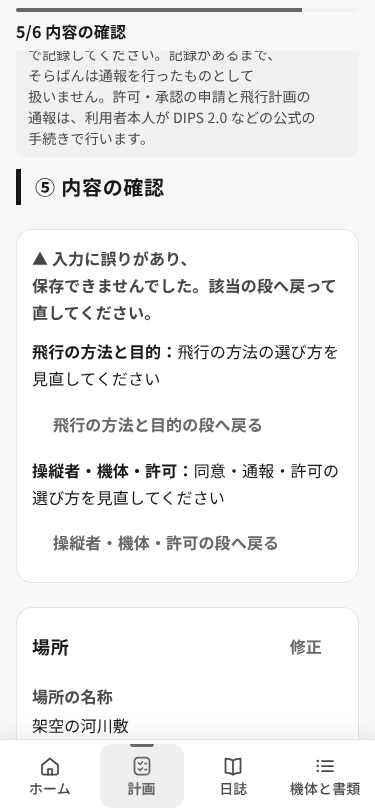 5/6 内容の確認
で記録してください。記録があるまで、
そらばんは通報を行ったものとして
扱いません。許可・承認の申請と飛行計画の
通報は、利用者本人が DIPS 2.0 などの公式の
手続きで行います。
⑤ 内容の確認
▲ 入力に誤りがあり、
保存できませんでした。該当の段へ戻って
直してください。
飛行の方法と目的：飛行の方法の選び方を
見直してください
飛行の方法と目的の段へ戻る
操縦者・機体・許可：同意・通報・許可の
選び方を見直してください
操縦者・機体・許可の段へ戻る
場所
修正
場所の名称
架空の河川敷
ホーム
計画
日誌
機体と書類